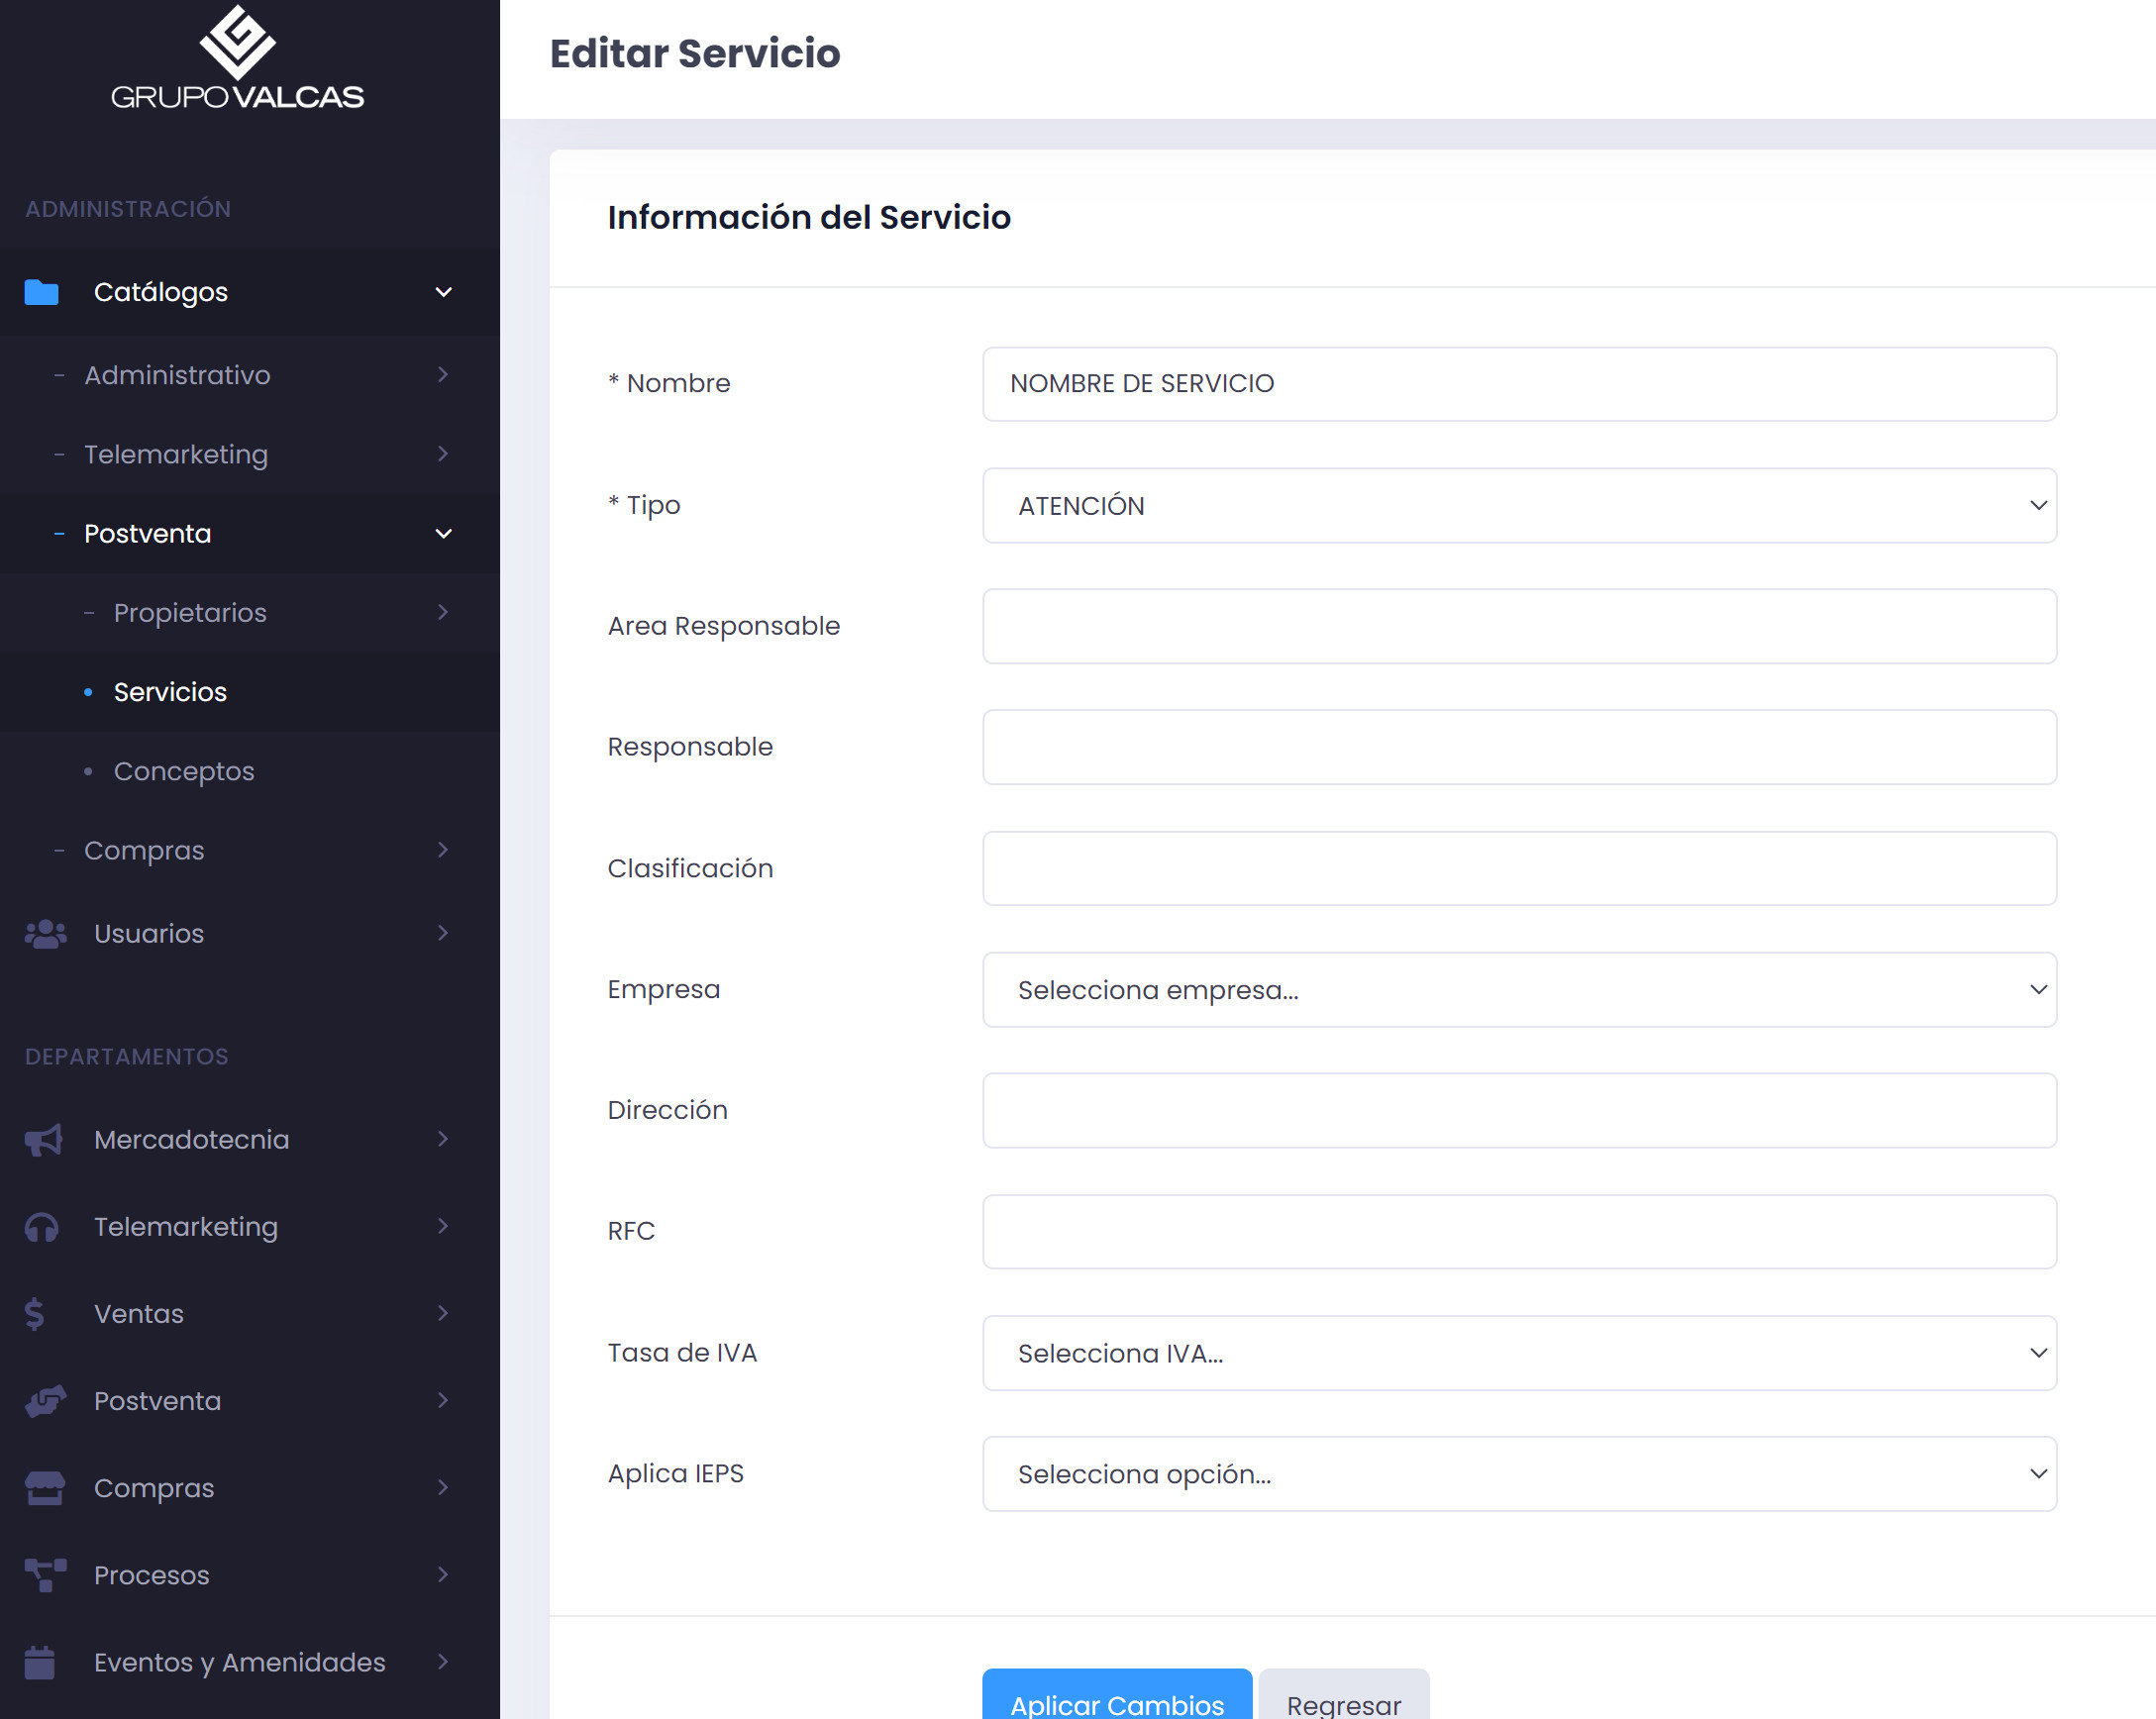 GRUPO VALCAS
ADMINISTRACIÓN
Catálogos
- Administrativo
- Telemarketing
- Postventa
- Propietarios
• Servicios
• Conceptos
- Compras
Usuarios
DEPARTAMENTOS
Mercadotecnia
Telemarketing
Ventas
Postventa
Compras
Procesos
Eventos y Amenidades
Editar Servicio
Información del Servicio
* Nombre NOMBRE DE SERVICIO
* Tipo ATENCIÓN
Area Responsable
Responsable
Clasificación
Empresa Selecciona empresa...
Dirección
RFC
Tasa de IVA Selecciona IVA...
Aplica IEPS Selecciona opción...
Aplicar Cambios Regresar